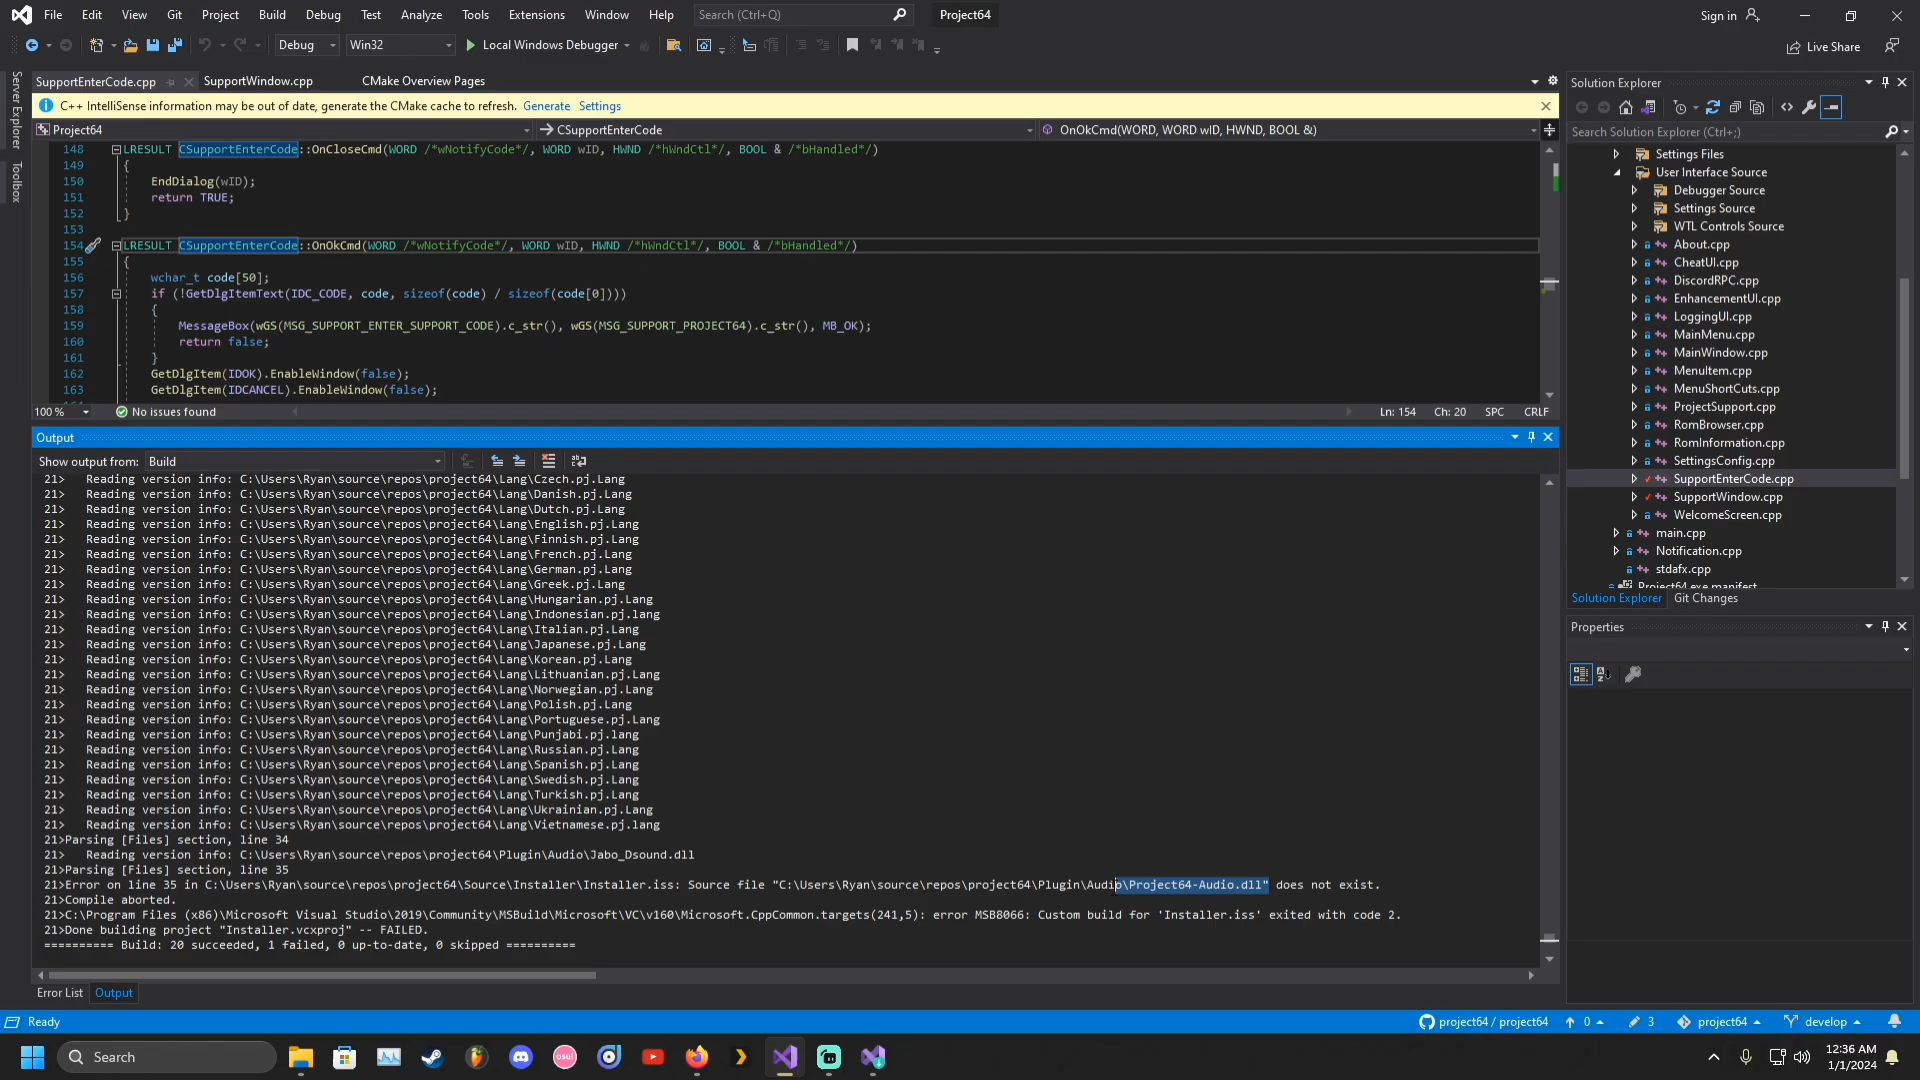 File Edit View Git Project Build Debug Test Analyze Tools Extensions Window Help Search (Ctrl+Q) Project64 Sign in
Debug Win32 Local Windows Debugger Live Share
SupportEnterCode.cpp SupportWindow.cpp CMake Overview Pages
C++ IntelliSense information may be out of date, generate the CMake cache to refresh. Generate Settings
Project64 CSupportEnterCode OnOkCmd(WORD, WORD wID, HWND, BOOL &)
148 LRESULT CSupportEnterCode::OnCloseCmd(WORD /*wNotifyCode*/, WORD wID, HWND /*hWndCtl*/, BOOL & /*bHandled*/)
149 {
150 EndDialog(wID);
151 return TRUE;
152 }
153
154 LRESULT CSupportEnterCode::OnOkCmd(WORD /*wNotifyCode*/, WORD wID, HWND /*hWndCtl*/, BOOL & /*bHandled*/)
155 {
156 wchar_t code[50];
157 if (!GetDlgItemText(IDC_CODE, code, sizeof(code) / sizeof(code[0])))
158 {
159 MessageBox(wGS(MSG_SUPPORT_ENTER_SUPPORT_CODE).c_str(), wGS(MSG_SUPPORT_PROJECT64).c_str(), MB_OK);
160 return false;
161 }
162 GetDlgItem(IDOK).EnableWindow(false);
163 GetDlgItem(IDCANCEL).EnableWindow(false);
100 % No issues found Ln: 154 Ch: 20 SPC CRLF
Output
Show output from: Build
21> Reading version info: C:\Users\Ryan\source\repos\project64\Lang\Czech.pj.Lang
21> Reading version info: C:\Users\Ryan\source\repos\project64\Lang\Danish.pj.Lang
21> Reading version info: C:\Users\Ryan\source\repos\project64\Lang\Dutch.pj.Lang
21> Reading version info: C:\Users\Ryan\source\repos\project64\Lang\English.pj.Lang
21> Reading version info: C:\Users\Ryan\source\repos\project64\Lang\Finnish.pj.Lang
21> Reading version info: C:\Users\Ryan\source\repos\project64\Lang\French.pj.Lang
21> Reading version info: C:\Users\Ryan\source\repos\project64\Lang\German.pj.Lang
21> Reading version info: C:\Users\Ryan\source\repos\project64\Lang\Greek.pj.Lang
21> Reading version info: C:\Users\Ryan\source\repos\project64\Lang\Hungarian.pj.Lang
21> Reading version info: C:\Users\Ryan\source\repos\project64\Lang\Indonesian.pj.lang
21> Reading version info: C:\Users\Ryan\source\repos\project64\Lang\Italian.pj.Lang
21> Reading version info: C:\Users\Ryan\source\repos\project64\Lang\Japanese.pj.Lang
21> Reading version info: C:\Users\Ryan\source\repos\project64\Lang\Korean.pj.Lang
21> Reading version info: C:\Users\Ryan\source\repos\project64\Lang\Lithuanian.pj.Lang
21> Reading version info: C:\Users\Ryan\source\repos\project64\Lang\Norwegian.pj.Lang
21> Reading version info: C:\Users\Ryan\source\repos\project64\Lang\Polish.pj.Lang
21> Reading version info: C:\Users\Ryan\source\repos\project64\Lang\Portuguese.pj.Lang
21> Reading version info: C:\Users\Ryan\source\repos\project64\Lang\Punjabi.pj.lang
21> Reading version info: C:\Users\Ryan\source\repos\project64\Lang\Russian.pj.Lang
21> Reading version info: C:\Users\Ryan\source\repos\project64\Lang\Spanish.pj.Lang
21> Reading version info: C:\Users\Ryan\source\repos\project64\Lang\Swedish.pj.Lang
21> Reading version info: C:\Users\Ryan\source\repos\project64\Lang\Turkish.pj.Lang
21> Reading version info: C:\Users\Ryan\source\repos\project64\Lang\Ukrainian.pj.Lang
21> Reading version info: C:\Users\Ryan\source\repos\project64\Lang\Vietnamese.pj.lang
21>Parsing [Files] section, line 34
21> Reading version info: C:\Users\Ryan\source\repos\project64\Plugin\Audio\Jabo_Dsound.dll
21>Parsing [Files] section, line 35
21>Error on line 35 in C:\Users\Ryan\source\repos\project64\Source\Installer\Installer.iss: Source file "C:\Users\Ryan\source\repos\project64\Plugin\Audio\Project64-Audio.dll" does not exist.
21>Compile aborted.
21>C:\Program Files (x86)\Microsoft Visual Studio\2019\Community\MSBuild\Microsoft\VC\v160\Microsoft.CppCommon.targets(241,5): error MSB8066: Custom build for 'Installer.iss' exited with code 2.
21>Done building project "Installer.vcxproj" -- FAILED.
========== Build: 20 succeeded, 1 failed, 0 up-to-date, 0 skipped ==========
Error List Output
Server Explorer
Toolbox
Solution Explorer
Search Solution Explorer (Ctrl+;)
Settings Files
User Interface Source
Debugger Source
Settings Source
WTL Controls Source
About.cpp
CheatUI.cpp
DiscordRPC.cpp
EnhancementUI.cpp
LoggingUI.cpp
MainMenu.cpp
MainWindow.cpp
MenuItem.cpp
MenuShortCuts.cpp
ProjectSupport.cpp
RomBrowser.cpp
RomInformation.cpp
SettingsConfig.cpp
SupportEnterCode.cpp
SupportWindow.cpp
WelcomeScreen.cpp
main.cpp
Notification.cpp
stdafx.cpp
Project64.exe.manifest
Solution Explorer Git Changes
Properties
Ready project64 / project64 0 3 project64 develop
Search osu! 12:36 AM
1/1/2024